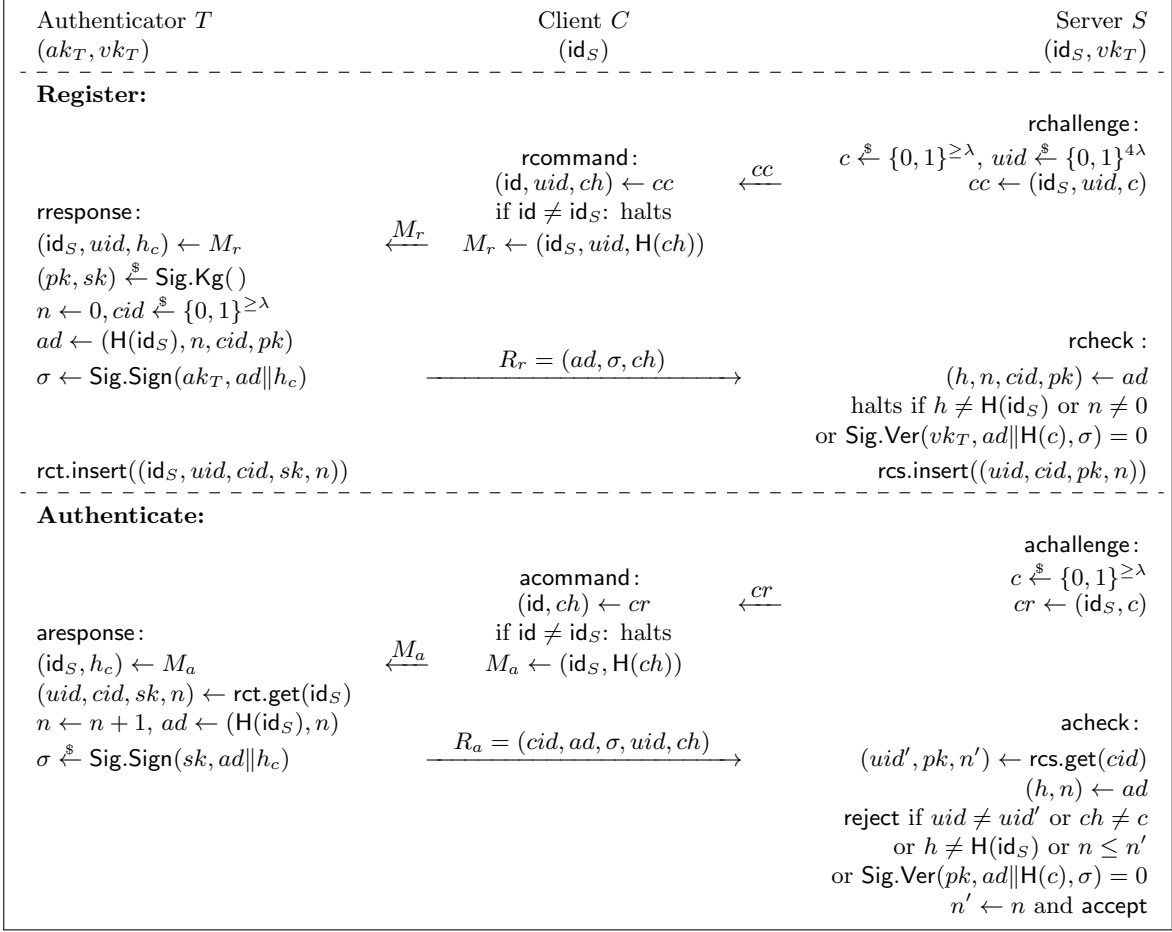 Authenticator T Client C Server S
(ak_T, vk_T) (id_S) (id_S, vk_T)
Register:
rchallenge:
rcommand: c ←$ {0, 1}^{≥λ}, uid ←$ {0, 1}^{4λ}
(id, uid, ch) ← cc cc cc ← (id_S, uid, c)
rresponse: if id ≠ id_S: halts
(id_S, uid, h_c) ← M_r M_r M_r ← (id_S, uid, H(ch))
(pk, sk) ←$ Sig.Kg()
n ← 0, cid ←$ {0, 1}^{≥λ}
ad ← (H(id_S), n, cid, pk) R_r = (ad, σ, ch) rcheck :
σ ← Sig.Sign(ak_T, ad‖h_c) (h, n, cid, pk) ← ad
halts if h ≠ H(id_S) or n ≠ 0
or Sig.Ver(vk_T, ad‖H(c), σ) = 0
rct.insert((id_S, uid, cid, sk, n)) rcs.insert((uid, cid, pk, n))
Authenticate:
achallenge:
acommand: c ←$ {0, 1}^{≥λ}
(id, ch) ← cr cr cr ← (id_S, c)
aresponse: if id ≠ id_S: halts
(id_S, h_c) ← M_a M_a M_a ← (id_S, H(ch))
(uid, cid, sk, n) ← rct.get(id_S)
n ← n + 1, ad ← (H(id_S), n) acheck:
σ ←$ Sig.Sign(sk, ad‖h_c) R_a = (cid, ad, σ, uid, ch) (uid′, pk, n′) ← rcs.get(cid)
(h, n) ← ad
reject if uid ≠ uid′ or ch ≠ c
or h ≠ H(id_S) or n ≤ n′
or Sig.Ver(pk, ad‖H(c), σ) = 0
n′ ← n and accept